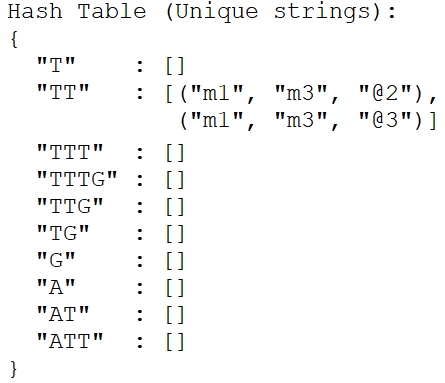 Hash Table (Unique strings):
{
  "T"    : []
  "TT"   : [("m1", "m3", "@2"),
            ("m1", "m3", "@3")]
  "TTT"  : []
  "TTTG" : []
  "TTG"  : []
  "TG"   : []
  "G"    : []
  "A"    : []
  "AT"   : []
  "ATT"  : []
}